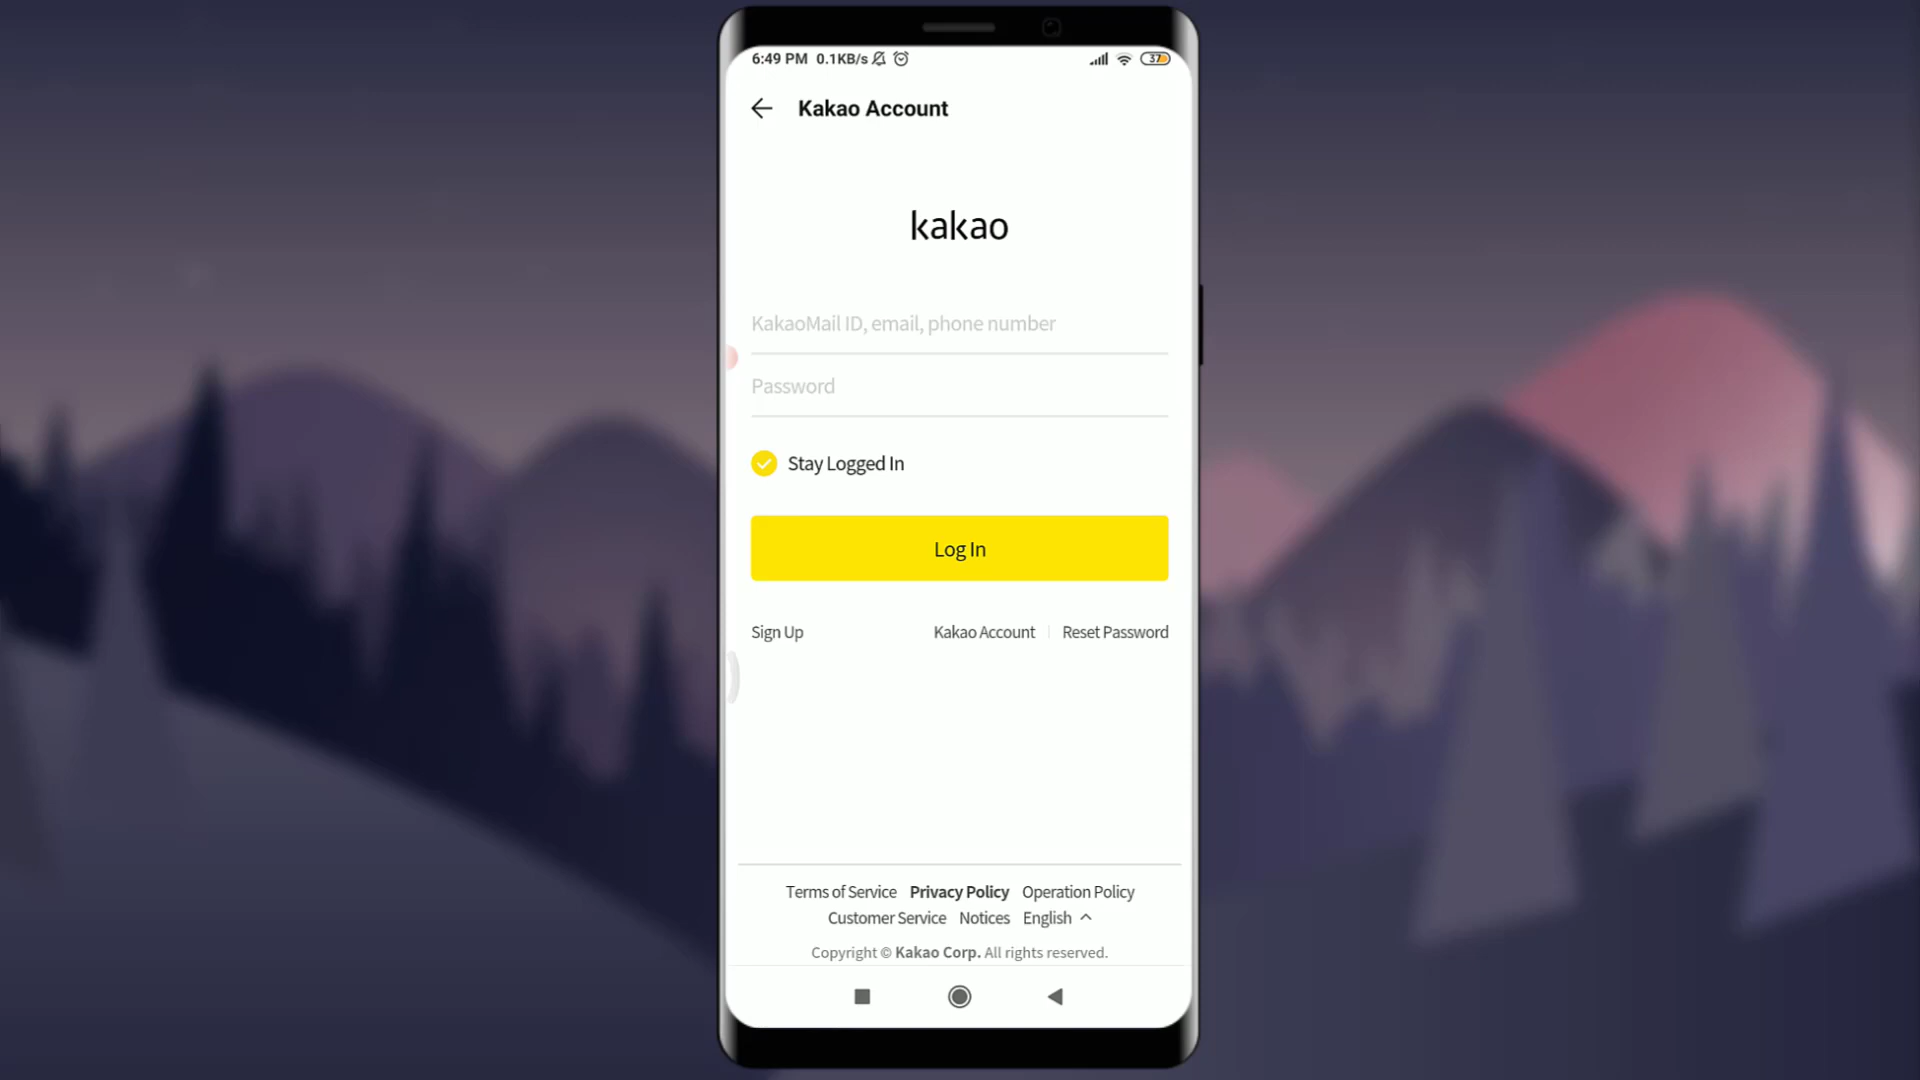 6:49 PM 0.1KB/s 37
Kakao Account
kakao
KakaoMail ID, email, phone number
Password
Stay Logged In
Log In
Sign Up Kakao Account Reset Password
Terms of Service Privacy Policy Operation Policy
Customer Service Notices English
Copyright © Kakao Corp. All rights reserved.